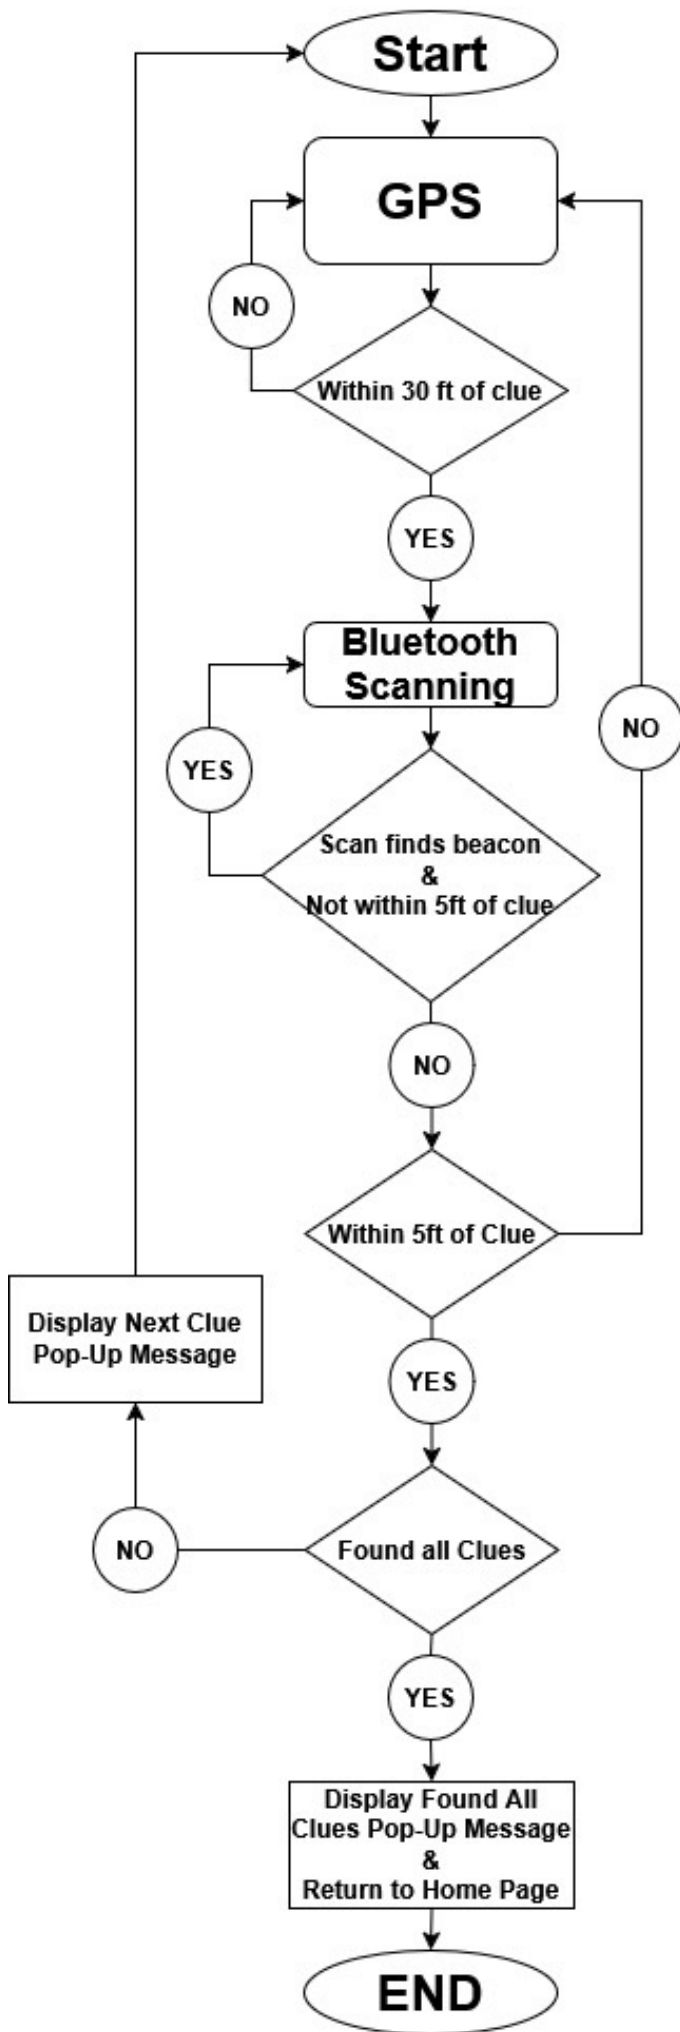 Start
GPS
NO
Within 30 ft of clue
YES
Bluetooth
Scanning
NO
YES
Scan finds beacon
&
Not within 5ft of clue
NO
Within 5ft of Clue
Display Next Clue
Pop-Up Message
YES
NO
Found all Clues
YES
Display Found All
Clues Pop-Up Message
&
Return to Home Page
END